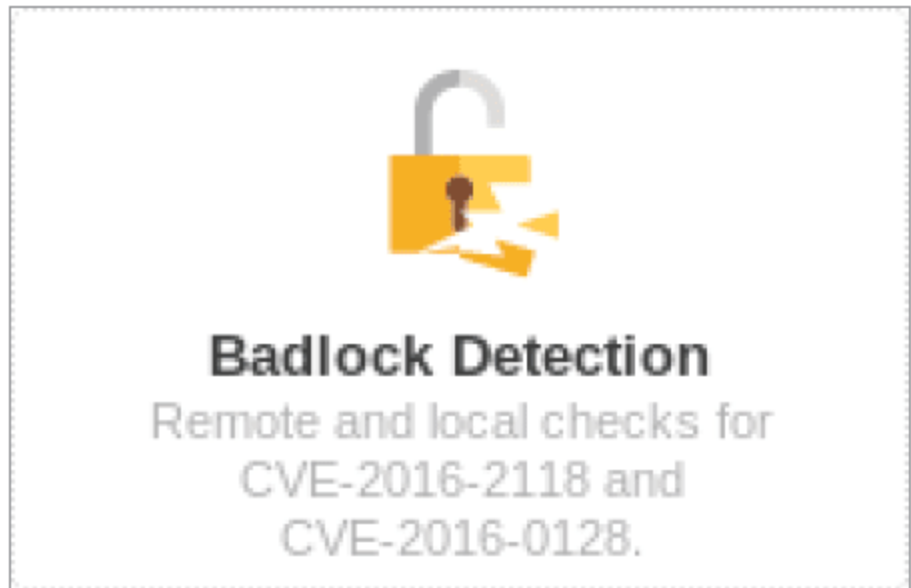 Badlock Detection
Remote and local checks for
CVE-2016-2118 and
CVE-2016-0128.